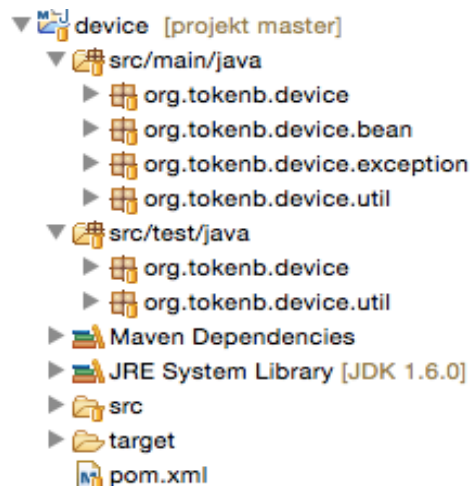 device [projekt master]
src/main/java
org.tokenb.device
org.tokenb.device.bean
org.tokenb.device.exception
org.tokenb.device.util
src/test/java
org.tokenb.device
org.tokenb.device.util
Maven Dependencies
JRE System Library [JDK 1.6.0]
src
target
pom.xml